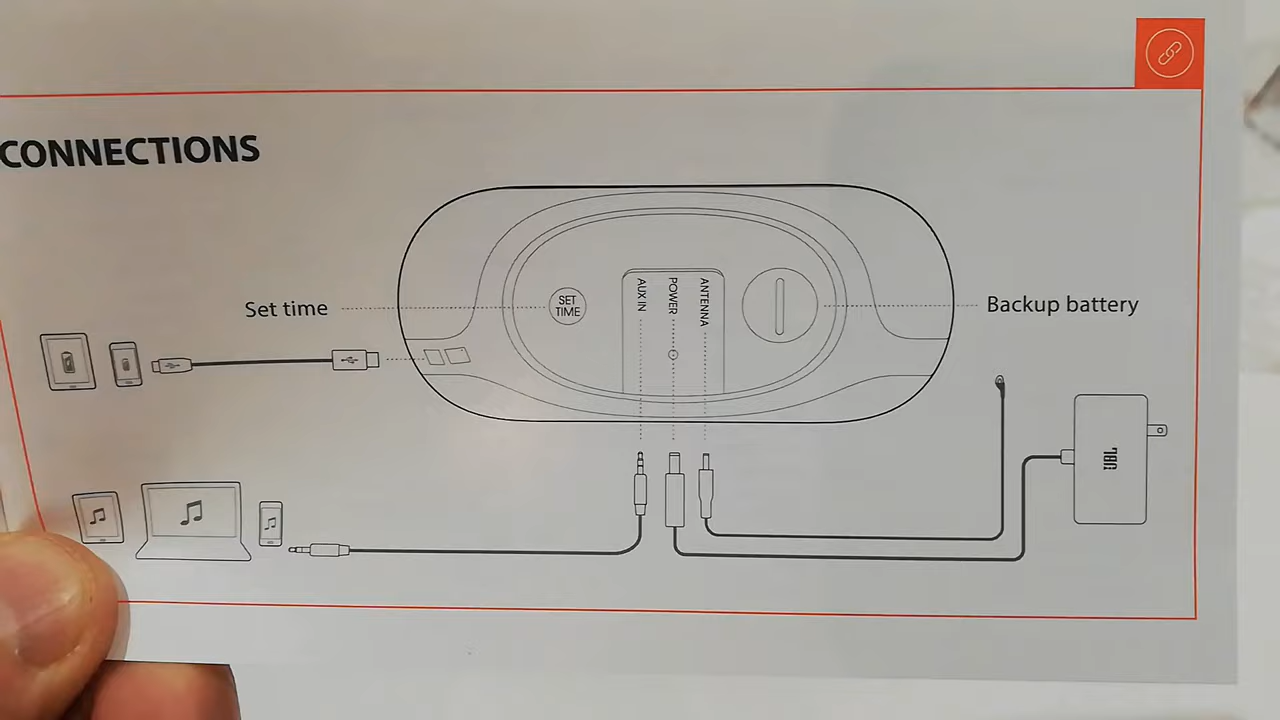 CONNECTIONS
Set time
SET
TIME
AUX IN
POWER
ANTENNA
Backup battery
JBL